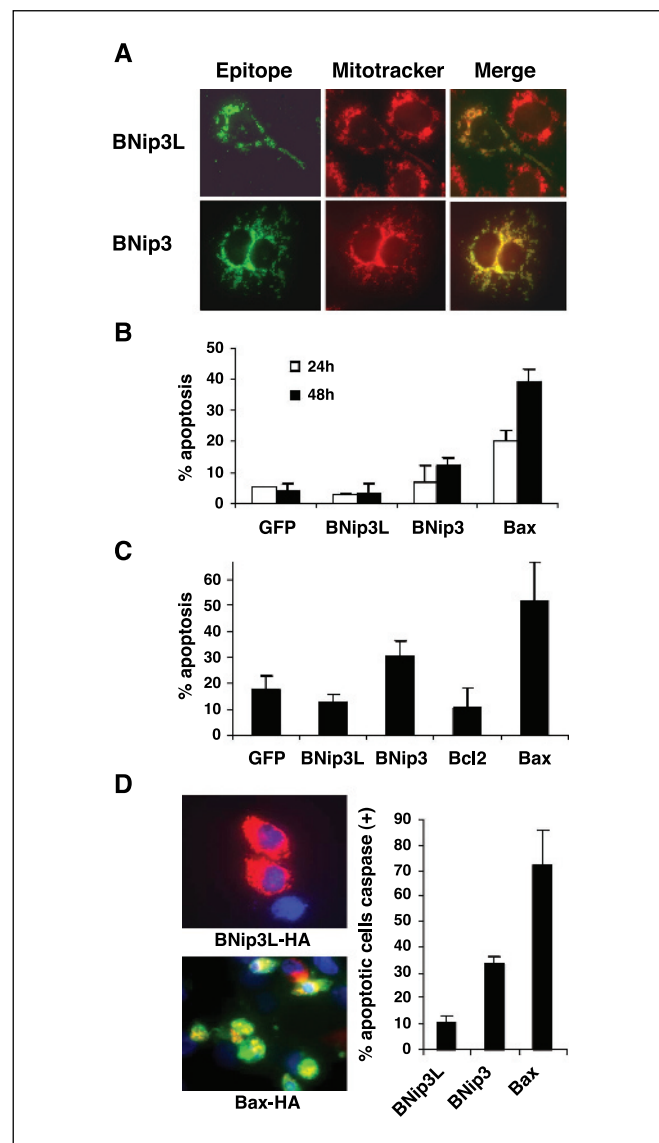 A
Epitope Mitotracker Merge
BNip3L
BNip3
B
50
40
30
20
10
0
% apoptosis
24h
48h
GFP BNip3L BNip3 Bax
C
60
50
40
30
20
10
0
% apoptosis
GFP BNip3L BNip3 Bcl2 Bax
D
BNip3L-HA
Bax-HA
% apoptotic cells caspase (+)
90
80
70
60
50
40
30
20
10
0
BNip3L BNip3 Bax